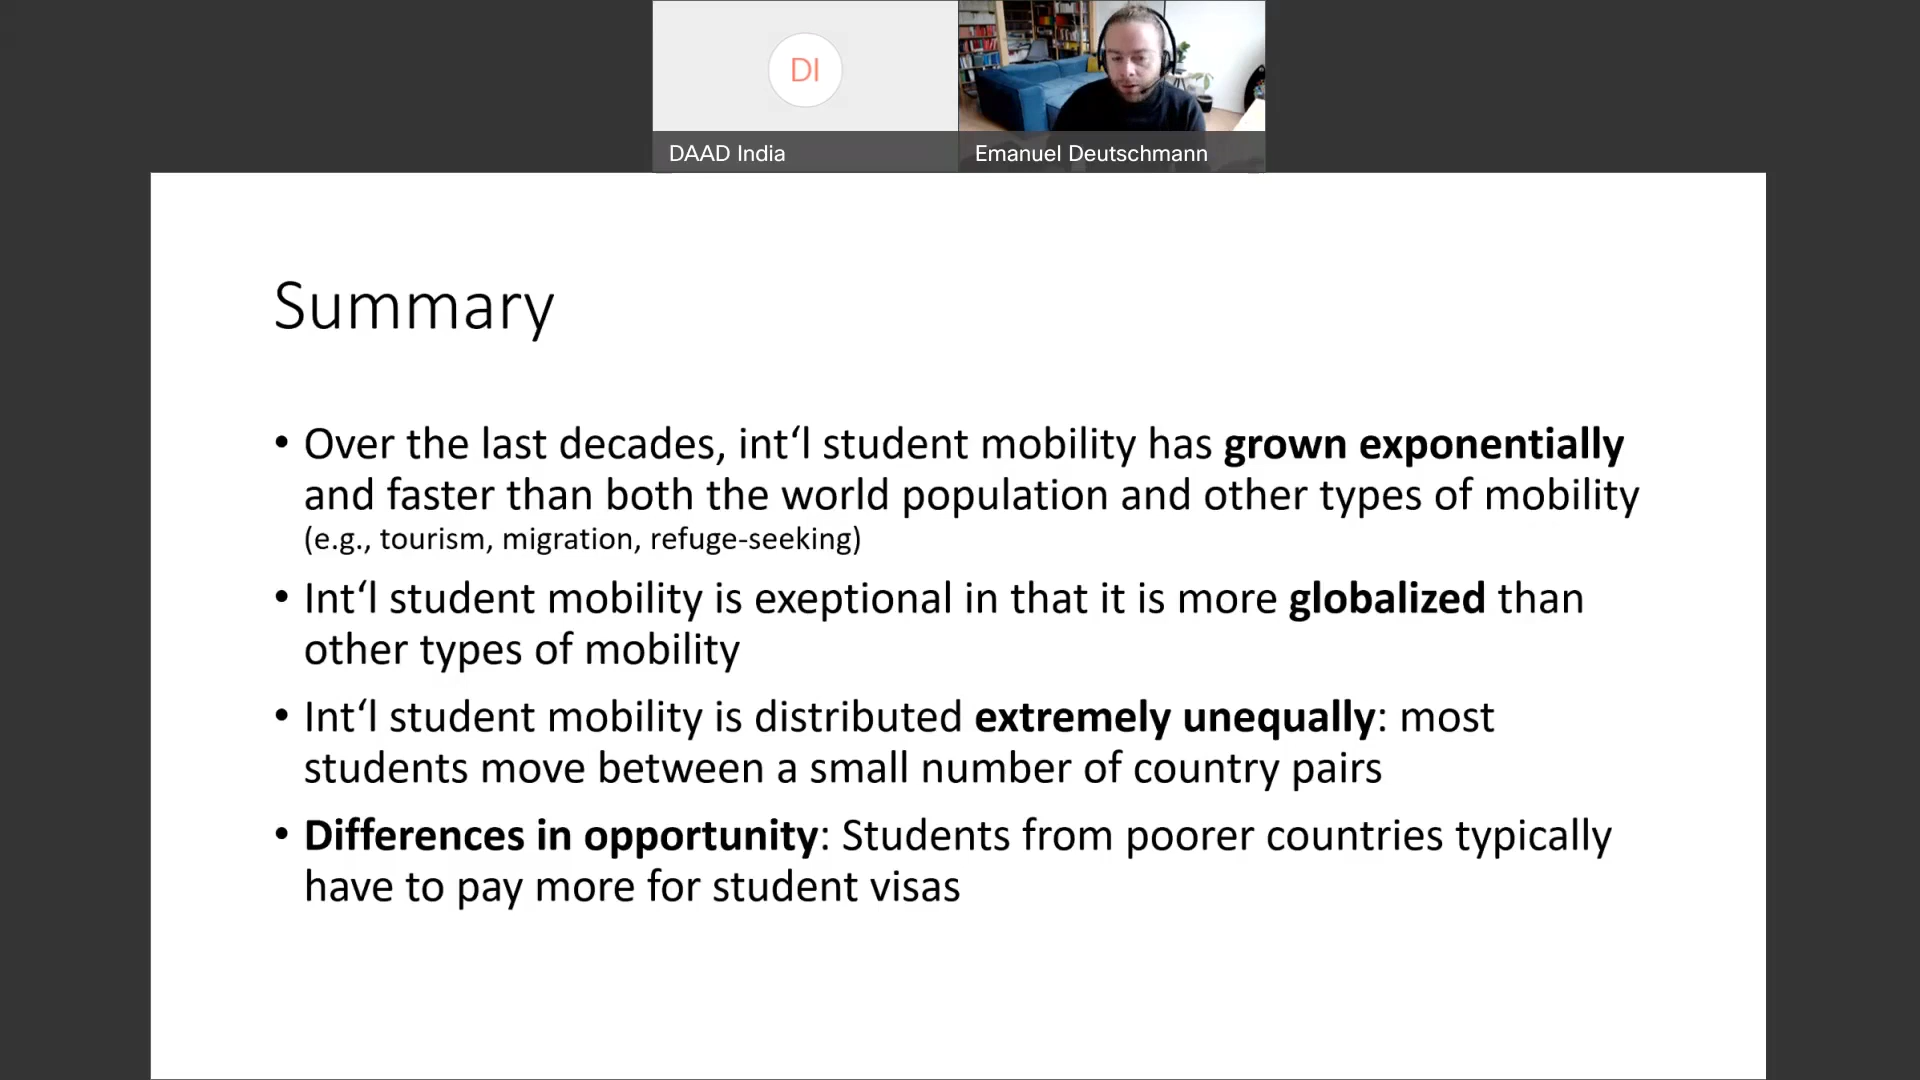 DI
DAAD India
Emanuel Deutschmann
Summary
• Over the last decades, int‘l student mobility has grown exponentially
and faster than both the world population and other types of mobility
(e.g., tourism, migration, refuge-seeking)
• Int‘l student mobility is exeptional in that it is more globalized than
other types of mobility
• Int‘l student mobility is distributed extremely unequally: most
students move between a small number of country pairs
• Differences in opportunity: Students from poorer countries typically
have to pay more for student visas